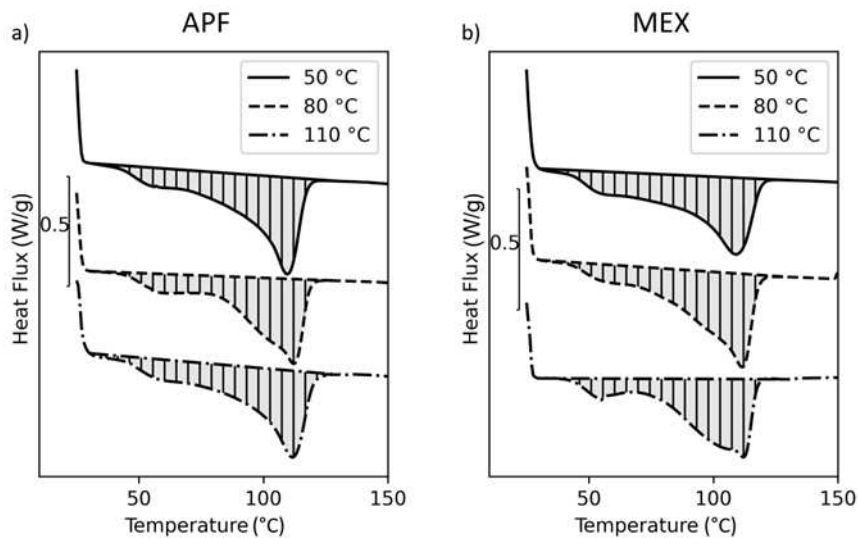 a) APF
50 °C
80 °C
110 °C
0.5
Heat Flux (W/g)
50 100 150
Temperature (°C)
b) MEX
50 °C
80 °C
110 °C
0.5
Heat Flux (W/g)
50 100 150
Temperature (°C)